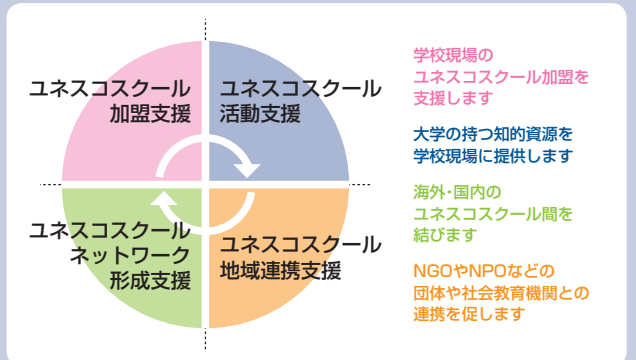 ユネスコスクール
加盟支援
ユネスコスクール
活動支援
ユネスコスクール
ネットワーク
形成支援
ユネスコスクール
地域連携支援
学校現場の
ユネスコスクール加盟を
支援します
大学の持つ知的資源を
学校現場に提供します
海外・国内の
ユネスコスクール間を
結びます
NGOやNPOなどの
団体や社会教育機関との
連携を促します